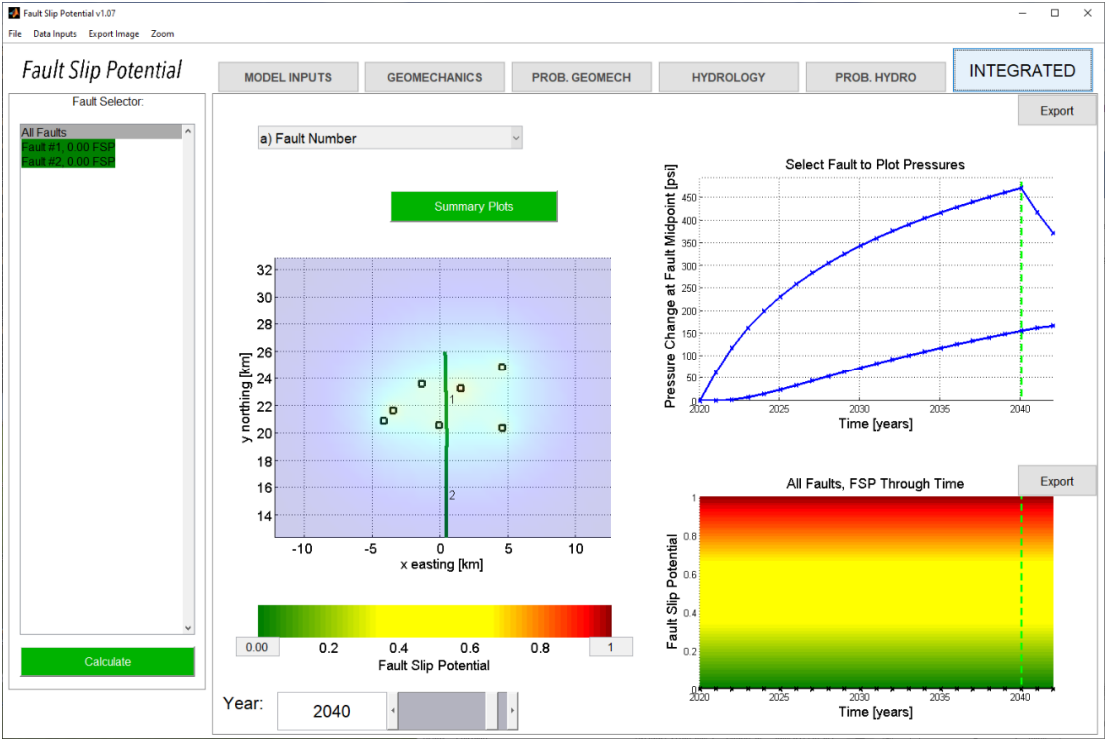 Fault Slip Potential v1.07
File Data Inputs Export Image Zoom
Fault Slip Potential
MODEL INPUTS GEOMECHANICS PROB. GEOMECH HYDROLOGY PROB. HYDRO INTEGRATED
Fault Selector:
All Faults
Fault #1, 0.00 FSP
Fault #2, 0.00 FSP
Calculate
a) Fault Number
Summary Plots
32
30
28
26
24
22
20
18
16
14
y northing [km]
1
2
-10 -5 0 5 10
x easting [km]
0.00 0.2 0.4 0.6 0.8 1
Fault Slip Potential
Year: 2040
Export
Select Fault to Plot Pressures
Pressure Change at Fault Midpoint [psi]
450
400
350
300
250
200
150
100
50
0
2020 2025 2030 2035 2040
Time [years]
Export
All Faults, FSP Through Time
Fault Slip Potential
1
0.8
0.6
0.4
0.2
0
2020 2025 2030 2035 2040
Time [years]